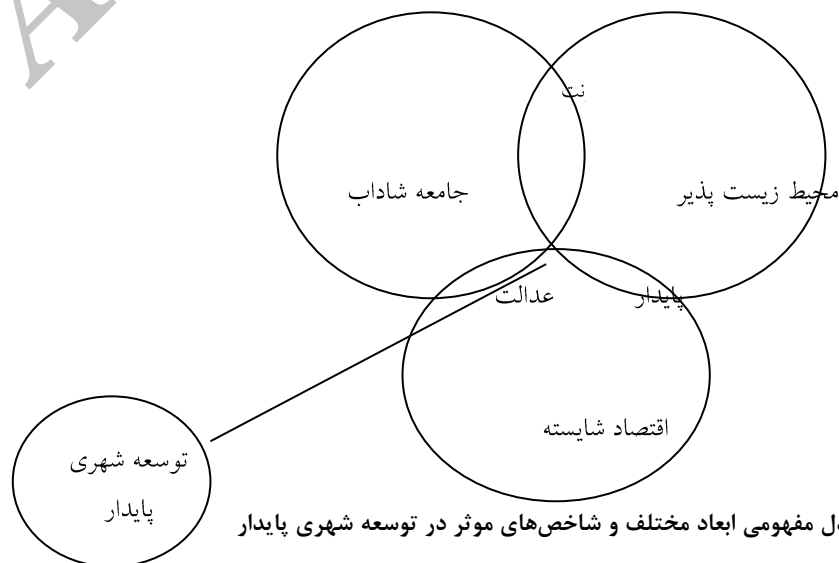 نت
جامعه شاداب
محیط زیست پذیر
عدالت
پایدار
اقتصاد شایسته
توسعه شهری
پایدار
مفهومی ابعاد مختلف و شاخص‌های موثر در توسعه شهری پایدار